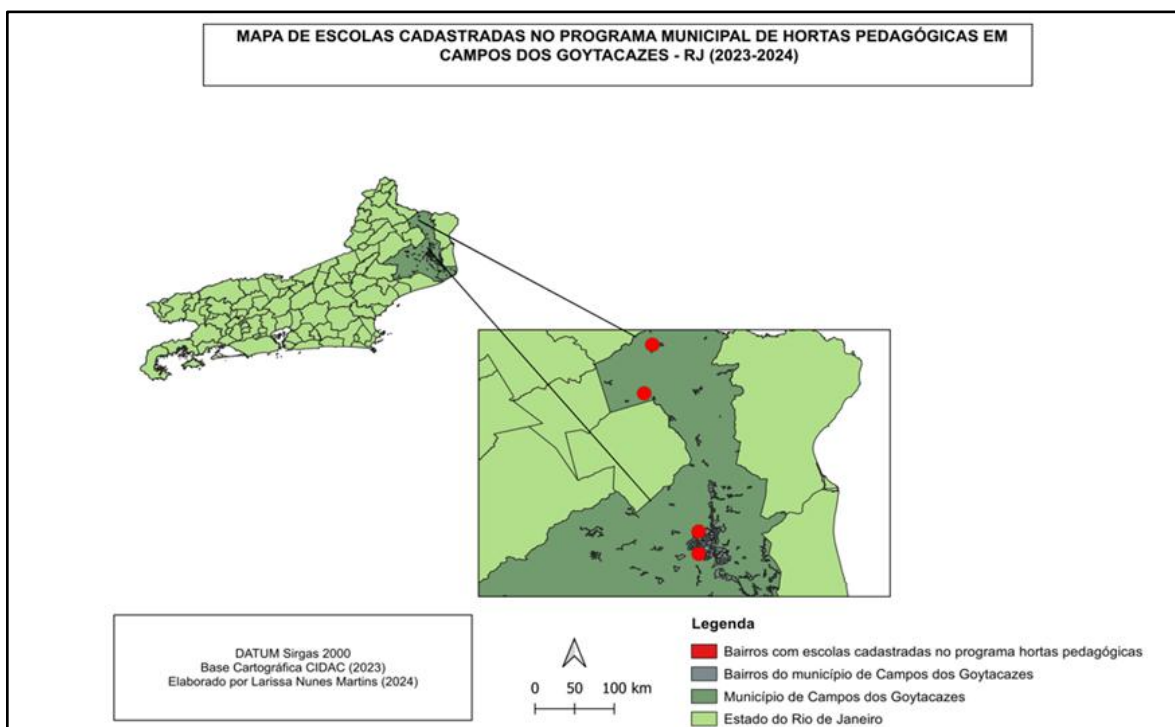 MAPA DE ESCOLAS CADASTRADAS NO PROGRAMA MUNICIPAL DE HORTAS PEDAGÓGICAS EM
CAMPOS DOS GOYTACAZES - RJ (2023-2024)
DATUM Sirgas 2000
Base Cartográfica CIDAC (2023)
Elaborado por Larissa Nunes Martins (2024)
0 50 100 km
Legenda
Bairros com escolas cadastradas no programa hortas pedagógicas
Bairros do município de Campos dos Goytacazes
Município de Campos dos Goytacazes
Estado do Rio de Janeiro